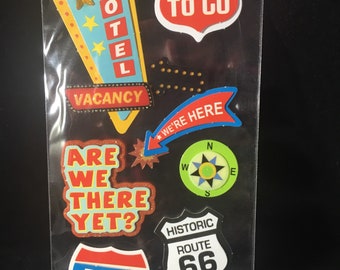 OTEL
TO GO
VACANCY
WE'RE HERE
ARE
WE
THERE
YET?
N
W E
S
HISTORIC
ROUTE
66